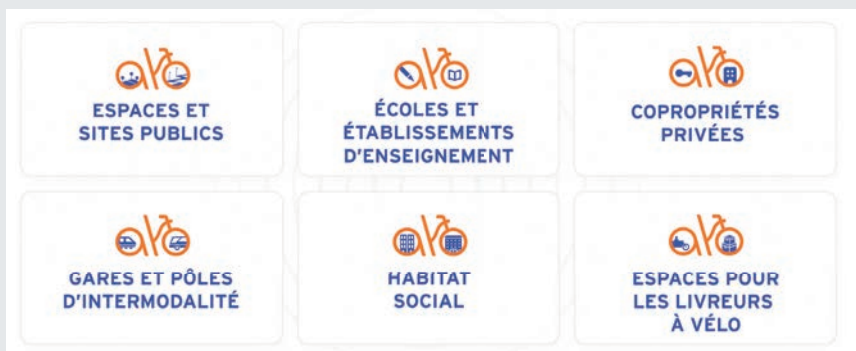 ESPACES ET
SITES PUBLICS
ÉCOLES ET
ÉTABLISSEMENTS
D'ENSEIGNEMENT
COPROPRIÉTÉS
PRIVÉES
GARES ET PÔLES
D'INTERMODALITÉ
HABITAT
SOCIAL
ESPACES POUR
LES LIVREURS
À VÉLO